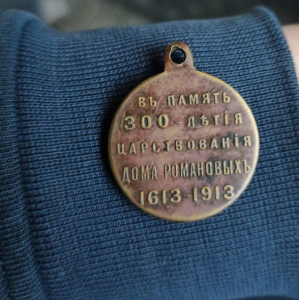 ВЪ ПАМЯТЬ
300-ЛѢТІЯ
ЦАРСТВОВАНІЯ
ДОМА РОМАНОВЫХЪ
1613-1913